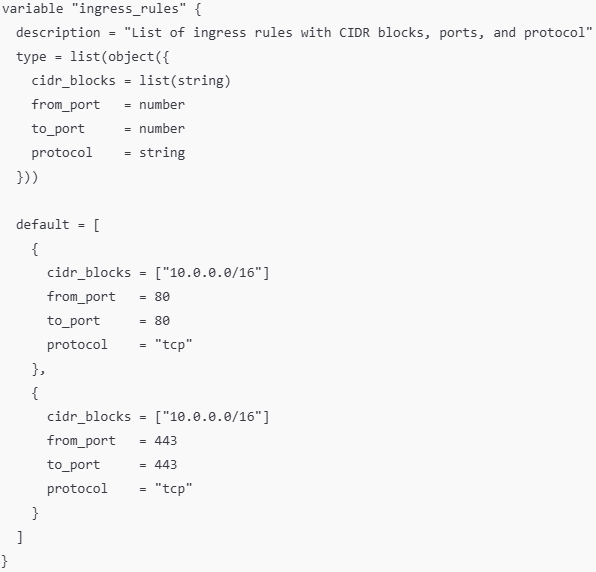 variable "ingress_rules" {
  description = "List of ingress rules with CIDR blocks, ports, and protocol"
  type = list(object({
    cidr_blocks = list(string)
    from_port   = number
    to_port     = number
    protocol    = string
  }))

  default = [
    {
      cidr_blocks = ["10.0.0.0/16"]
      from_port   = 80
      to_port     = 80
      protocol    = "tcp"
    },
    {
      cidr_blocks = ["10.0.0.0/16"]
      from_port   = 443
      to_port     = 443
      protocol    = "tcp"
    }
  ]
}